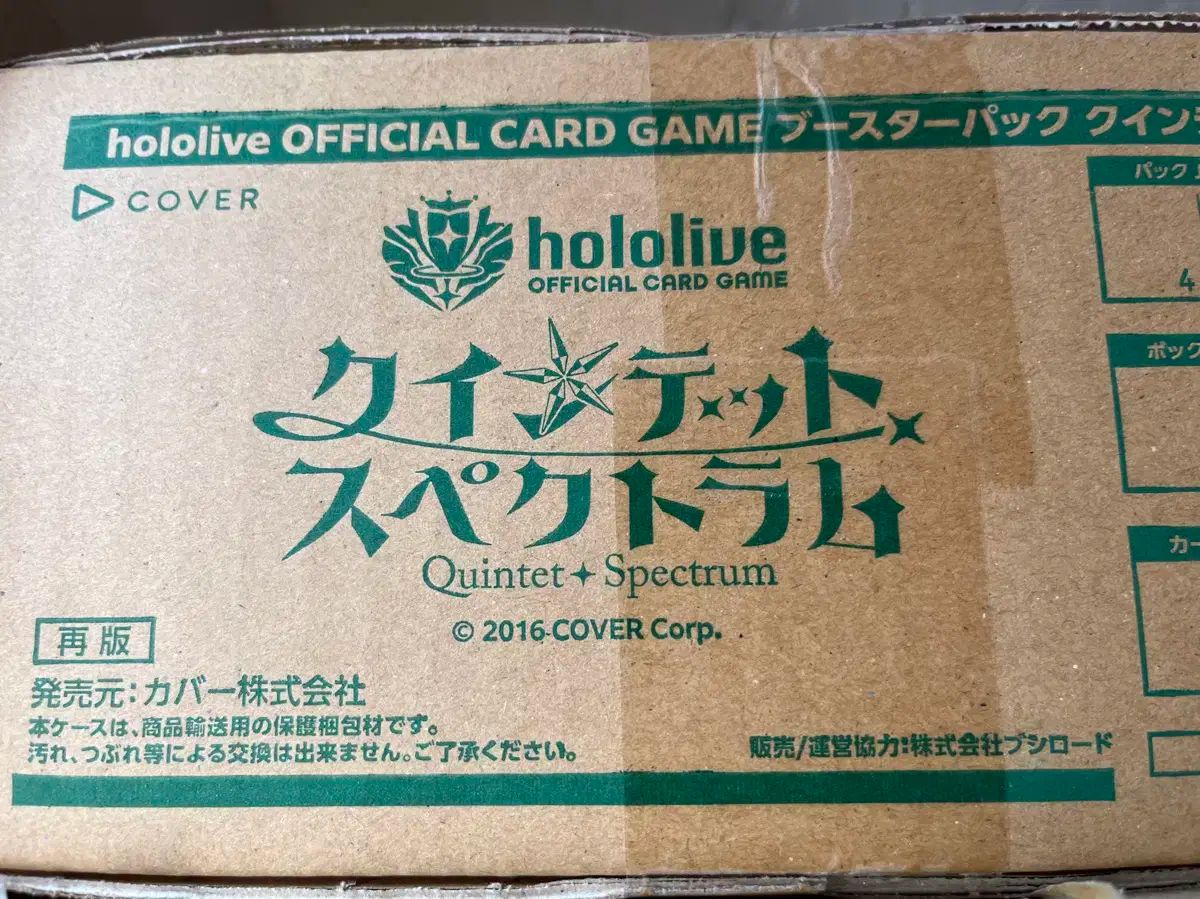 hololive OFFICIAL CARD GAME ブースターパック クイン
COVER
hololive
OFFICIAL CARD GAME
クインテット
スペクトラム
Quintet Spectrum
© 2016 COVER Corp.
再版
発売元:カバー株式会社
本ケースは、商品輸送用の保護梱包材です。
汚れ、つぶれ等による交換は出来ません。ご了承ください。
販売/運営協力:株式会社ブシロード
パック
4
ボック
カー